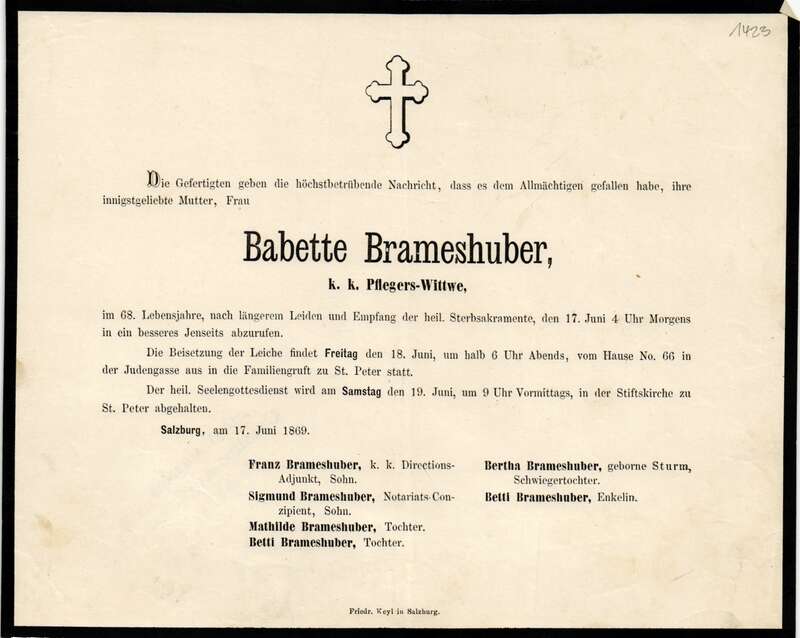 1423
Die Gefertigten geben die höchstbetrübende Nachricht, dass es dem Allmächtigen gefallen habe, ihre
innigstgeliebte Mutter, Frau
Babette Brameshuber,
k. k. Pflegers-Wittwe,
im 68. Lebensjahre, nach längerem Leiden und Empfang der heil. Sterbsakramente, den 17. Juni 4 Uhr Morgens
in ein besseres Jenseits abzurufen.
Die Beisetzung der Leiche findet Freitag den 18. Juni, um halb 6 Uhr Abends, vom Hause No. 66 in
der Judengasse aus in die Familiengruft zu St. Peter statt.
Der heil. Seelengottesdienst wird am Samstag den 19. Juni, um 9 Uhr Vormittags, in der Stiftskirche zu
St. Peter abgehalten.
Salzburg, am 17. Juni 1869.
Franz Brameshuber, k. k. Directions-
Adjunkt, Sohn.
Sigmund Brameshuber, Notariats-Con-
zipient, Sohn.
Mathilde Brameshuber, Tochter.
Betti Brameshuber, Tochter.
Bertha Brameshuber, geborne Sturm,
Schwiegertochter.
Betti Brameshuber, Enkelin.
Friedr. Keyl in Salzburg.